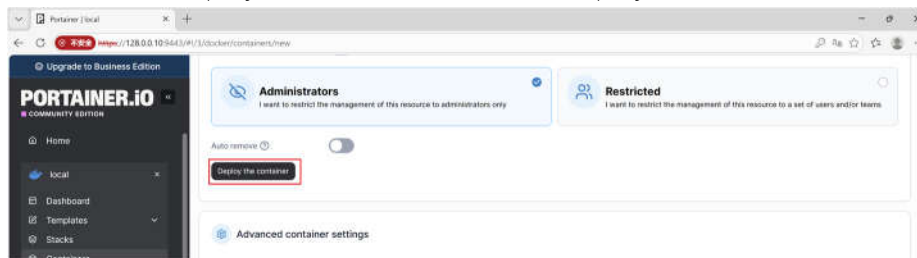 Portainer | local
不安全 https://128.0.0.10:9443/#!/3/docker/containers/new
Upgrade to Business Edition
PORTAINER.iO
COMMUNITY EDITION
Administrators
I want to restrict the management of this resource to administrators only
Restricted
I want to restrict the management of this resource to a set of users and/or teams
Home
Auto remove
local
Deploy the container
Dashboard
Templates
Stacks
Advanced container settings
Containers